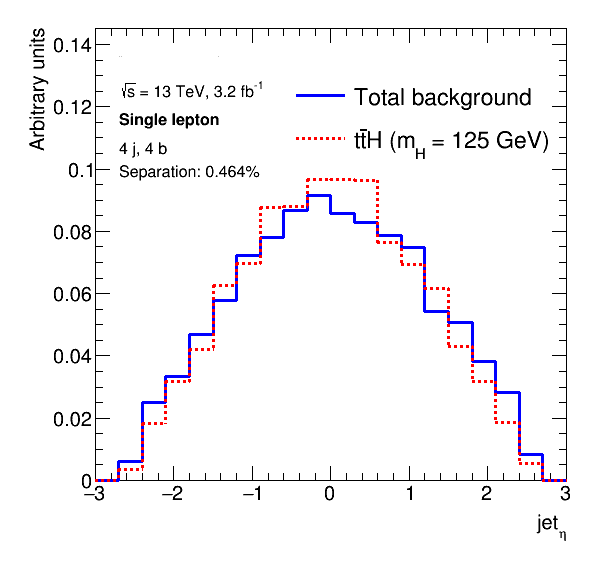 Arbitrary units
0.14
0.12
0.1
0.08
0.06
0.04
0.02
0
√s = 13 TeV, 3.2 fb⁻¹
Single lepton
4 j, 4 b
Separation: 0.464%
Total background
tt̄H (m_H = 125 GeV)
−3 −2 −1 0 1 2 3
jet_η